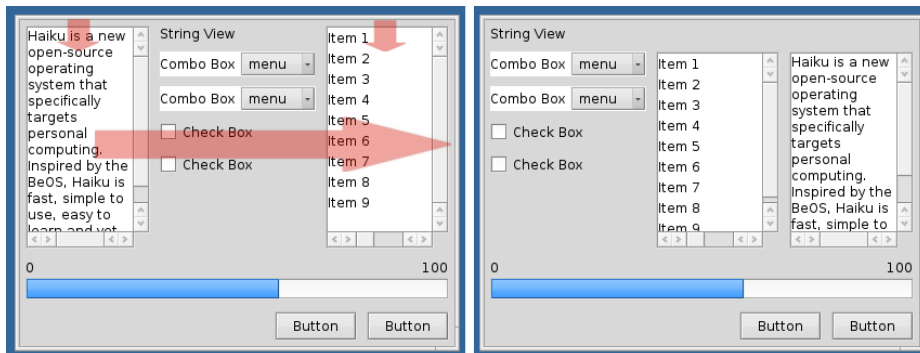 Haiku is a new
open-source
operating
system that
specifically
targets
personal
computing.
Inspired by the
BeOS, Haiku is
fast, simple to
use, easy to
learn and yet
String View
Combo Box menu
Combo Box menu
Check Box
Check Box
Item 1
Item 2
Item 3
Item 4
Item 5
Item 6
Item 7
Item 8
Item 9
0 100
Button Button
String View
Combo Box menu
Combo Box menu
Check Box
Check Box
Item 1
Item 2
Item 3
Item 4
Item 5
Item 6
Item 7
Item 8
Item 9
Haiku is a new
open-source
operating
system that
specifically
targets
personal
computing.
Inspired by the
BeOS, Haiku is
fast, simple to
0 100
Button Button